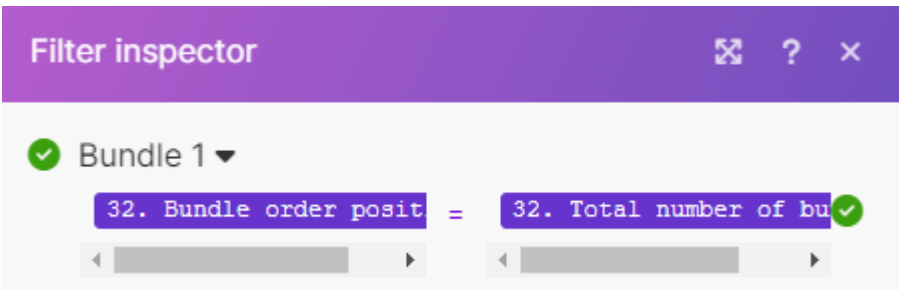 Filter inspector ?
Bundle 1
32. Bundle order posit = 32. Total number of bu